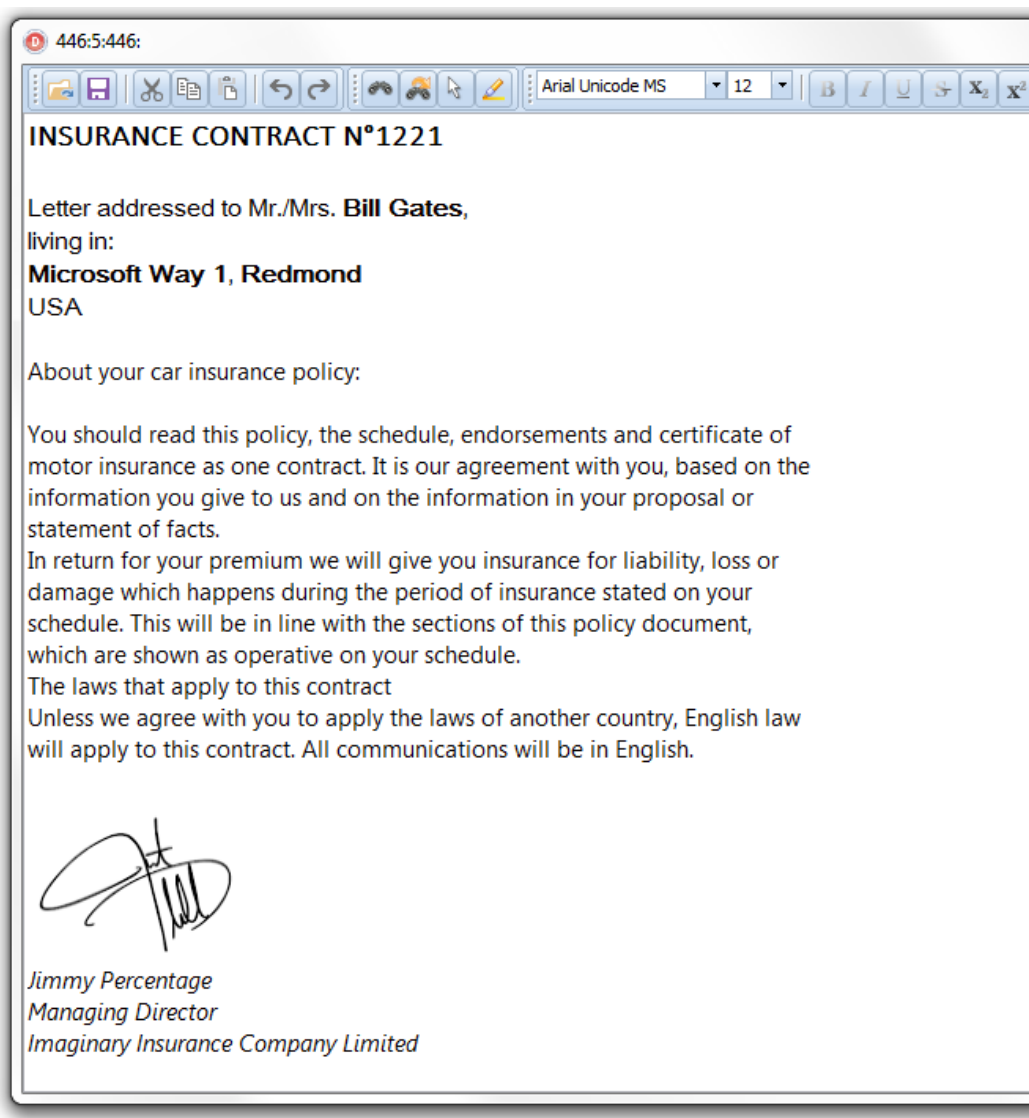 446:5:446:
Arial Unicode MS 12 B I U S X₂ X²
INSURANCE CONTRACT N°1221
Letter addressed to Mr./Mrs. Bill Gates,
living in:
Microsoft Way 1, Redmond
USA
About your car insurance policy:
You should read this policy, the schedule, endorsements and certificate of
motor insurance as one contract. It is our agreement with you, based on the
information you give to us and on the information in your proposal or
statement of facts.
In return for your premium we will give you insurance for liability, loss or
damage which happens during the period of insurance stated on your
schedule. This will be in line with the sections of this policy document,
which are shown as operative on your schedule.
The laws that apply to this contract
Unless we agree with you to apply the laws of another country, English law
will apply to this contract. All communications will be in English.
Jimmy Percentage
Managing Director
Imaginary Insurance Company Limited